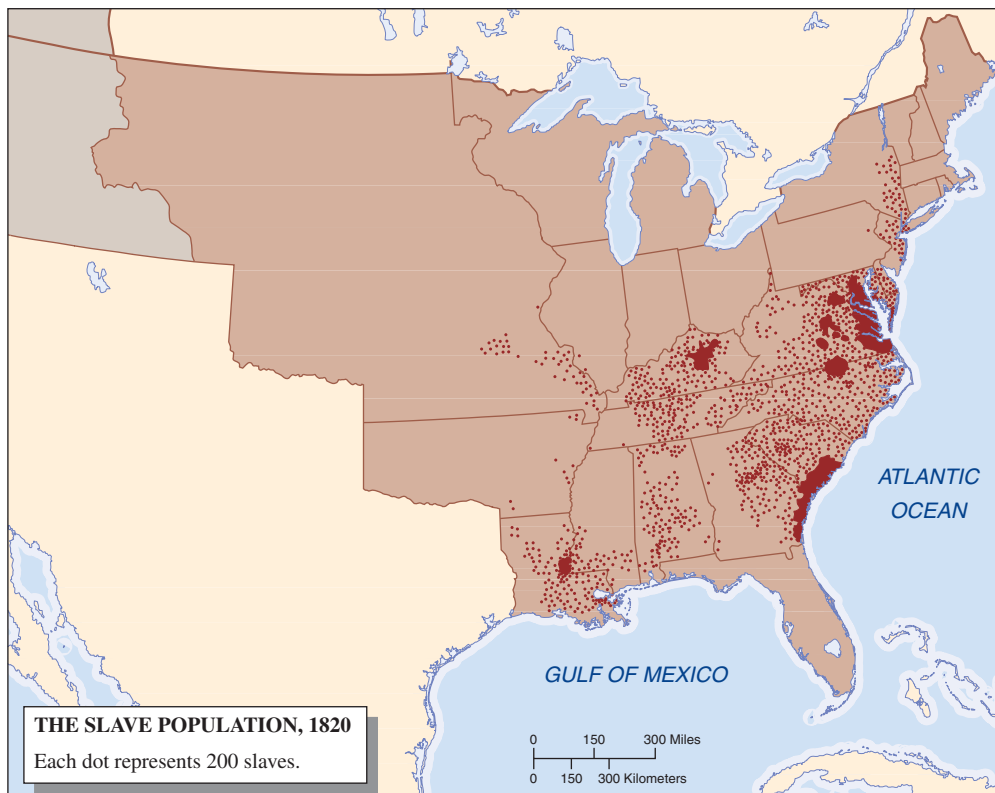 ATLANTIC
OCEAN
GULF OF MEXICO
THE SLAVE POPULATION, 1820
Each dot represents 200 slaves.
0 150 300 Miles
0 150 300 Kilometers